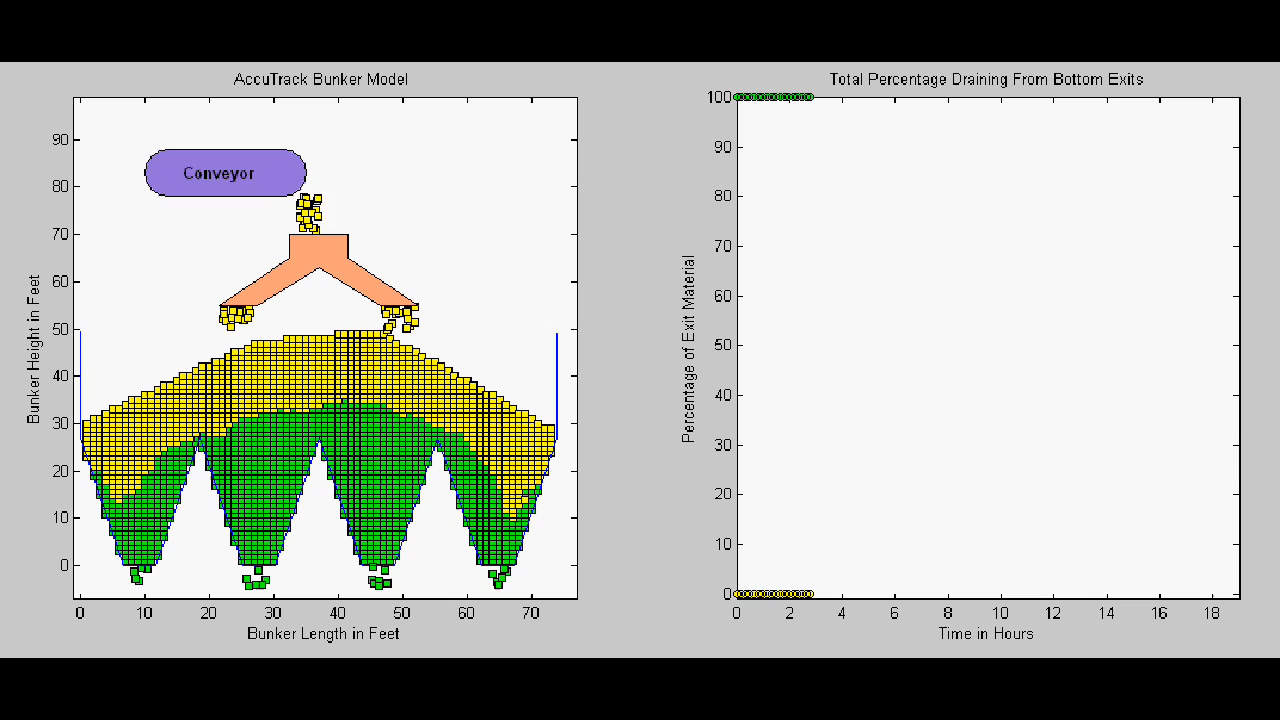 AccuTrack Bunker Model
90
80
70
60
50
40
30
20
10
0
Bunker Height in Feet
Conveyor
0 10 20 30 40 50 60 70
Bunker Length in Feet
Total Percentage Draining From Bottom Exits
100
90
80
70
60
50
40
30
20
10
0
Percentage of Exit Material
0 2 4 6 8 10 12 14 16 18
Time in Hours